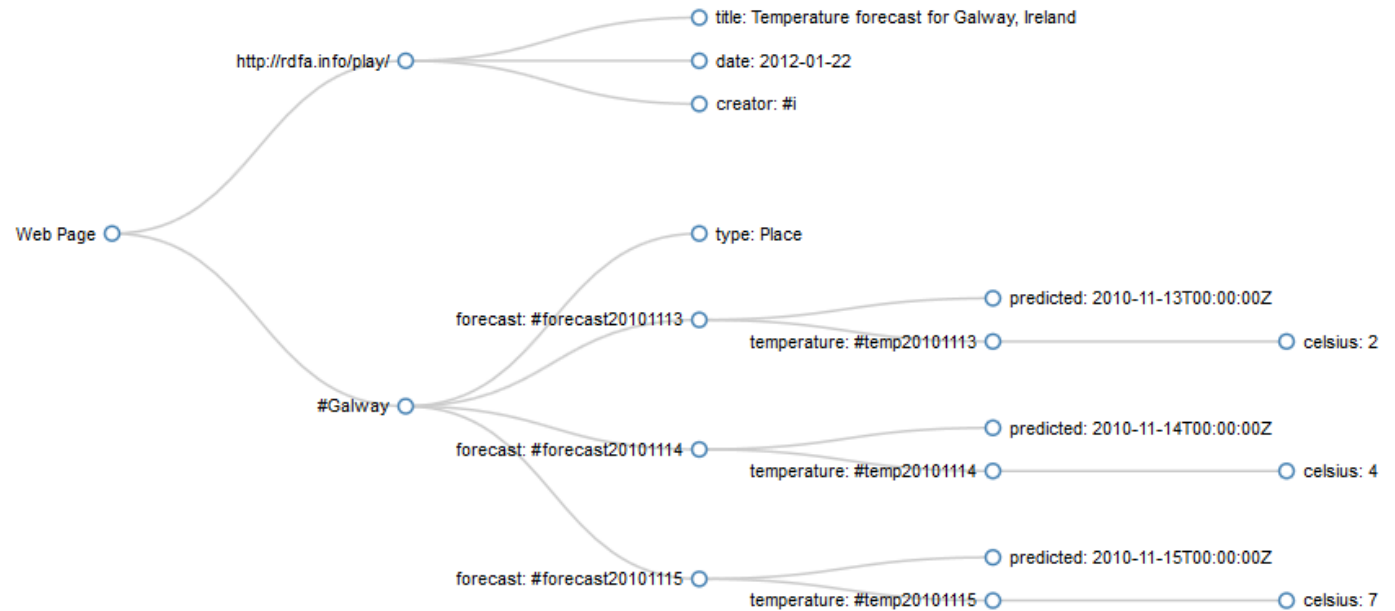 title: Temperature forecast for Galway, Ireland
http://rdfa.info/play/
date: 2012-01-22
creator: #i
Web Page
type: Place
predicted: 2010-11-13T00:00:00Z
forecast: #forecast20101113
temperature: #temp20101113
celsius: 2
#Galway
predicted: 2010-11-14T00:00:00Z
forecast: #forecast20101114
temperature: #temp20101114
celsius: 4
predicted: 2010-11-15T00:00:00Z
forecast: #forecast20101115
temperature: #temp20101115
celsius: 7